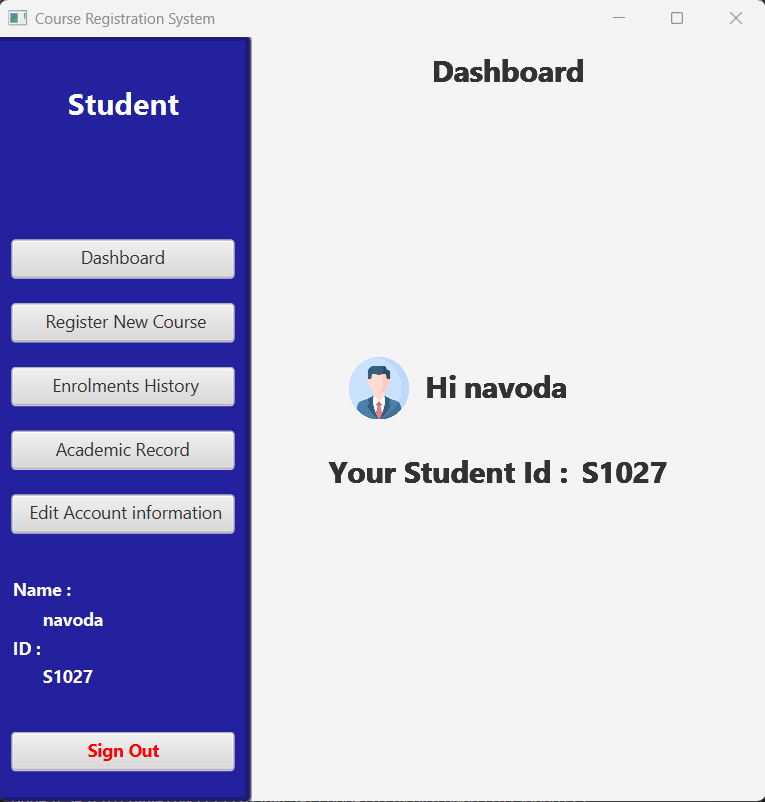 Course Registration System
Student
Dashboard
Register New Course
Enrolments History
Academic Record
Edit Account information
Name :
navoda
ID :
S1027
Sign Out
Dashboard
Hi navoda
Your Student Id : S1027